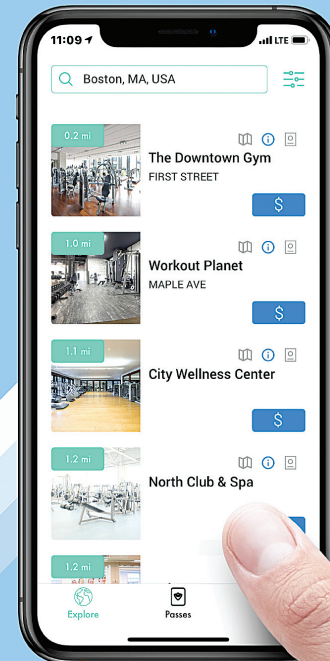 11:09
LTE
Boston, MA, USA
0.2 mi
The Downtown Gym
FIRST STREET
$
1.0 mi
Workout Planet
MAPLE AVE
$
1.1 mi
City Wellness Center
$
1.2 mi
North Club & Spa
1.2 mi
Explore
Passes